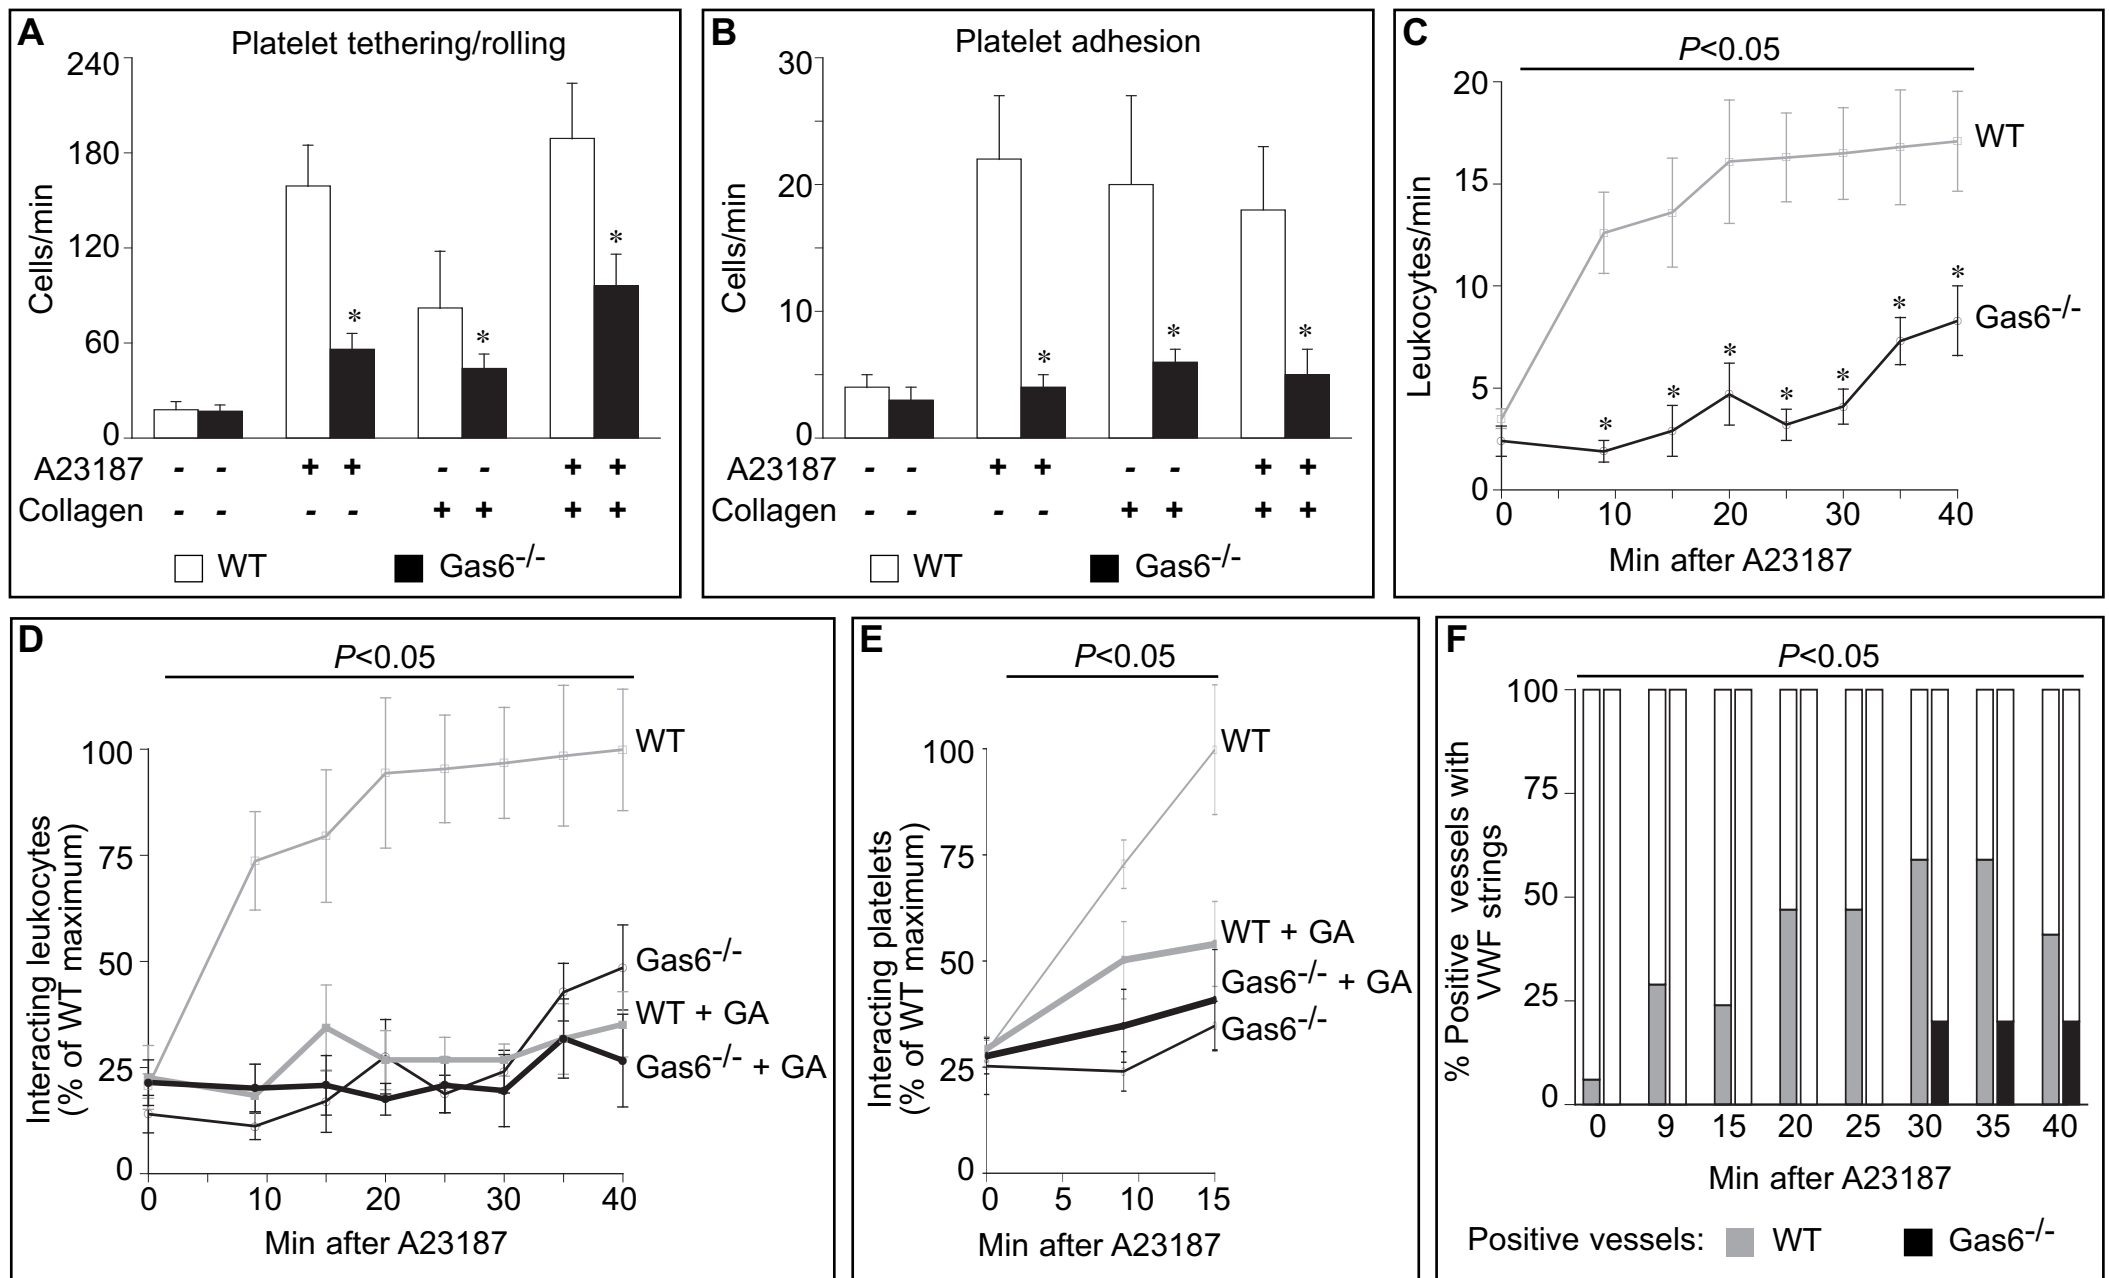 A
Platelet tethering/rolling
240
180
120
60
0
Cells/min
* * *
A23187 - - + + - - + +
Collagen - - - - + + + +
WT Gas6-/-
B
Platelet adhesion
30
20
10
0
Cells/min
* * *
A23187 - - + + - - + +
Collagen - - - - + + + +
WT Gas6-/-
C
P<0.05
20
15
10
5
0
Leukocytes/min
WT
Gas6-/-
* * * * * * *
0 10 20 30 40
Min after A23187
D
P<0.05
100
75
50
25
0
Interacting leukocytes
(% of WT maximum)
WT
Gas6-/-
WT + GA
Gas6-/- + GA
0 10 20 30 40
Min after A23187
E
P<0.05
100
75
50
25
0
Interacting platelets
(% of WT maximum)
WT
WT + GA
Gas6-/- + GA
Gas6-/-
0 5 10 15
Min after A23187
F
P<0.05
100
75
50
25
0
% Positive vessels with
VWF strings
0 9 15 20 25 30 35 40
Min after A23187
Positive vessels: WT Gas6-/-